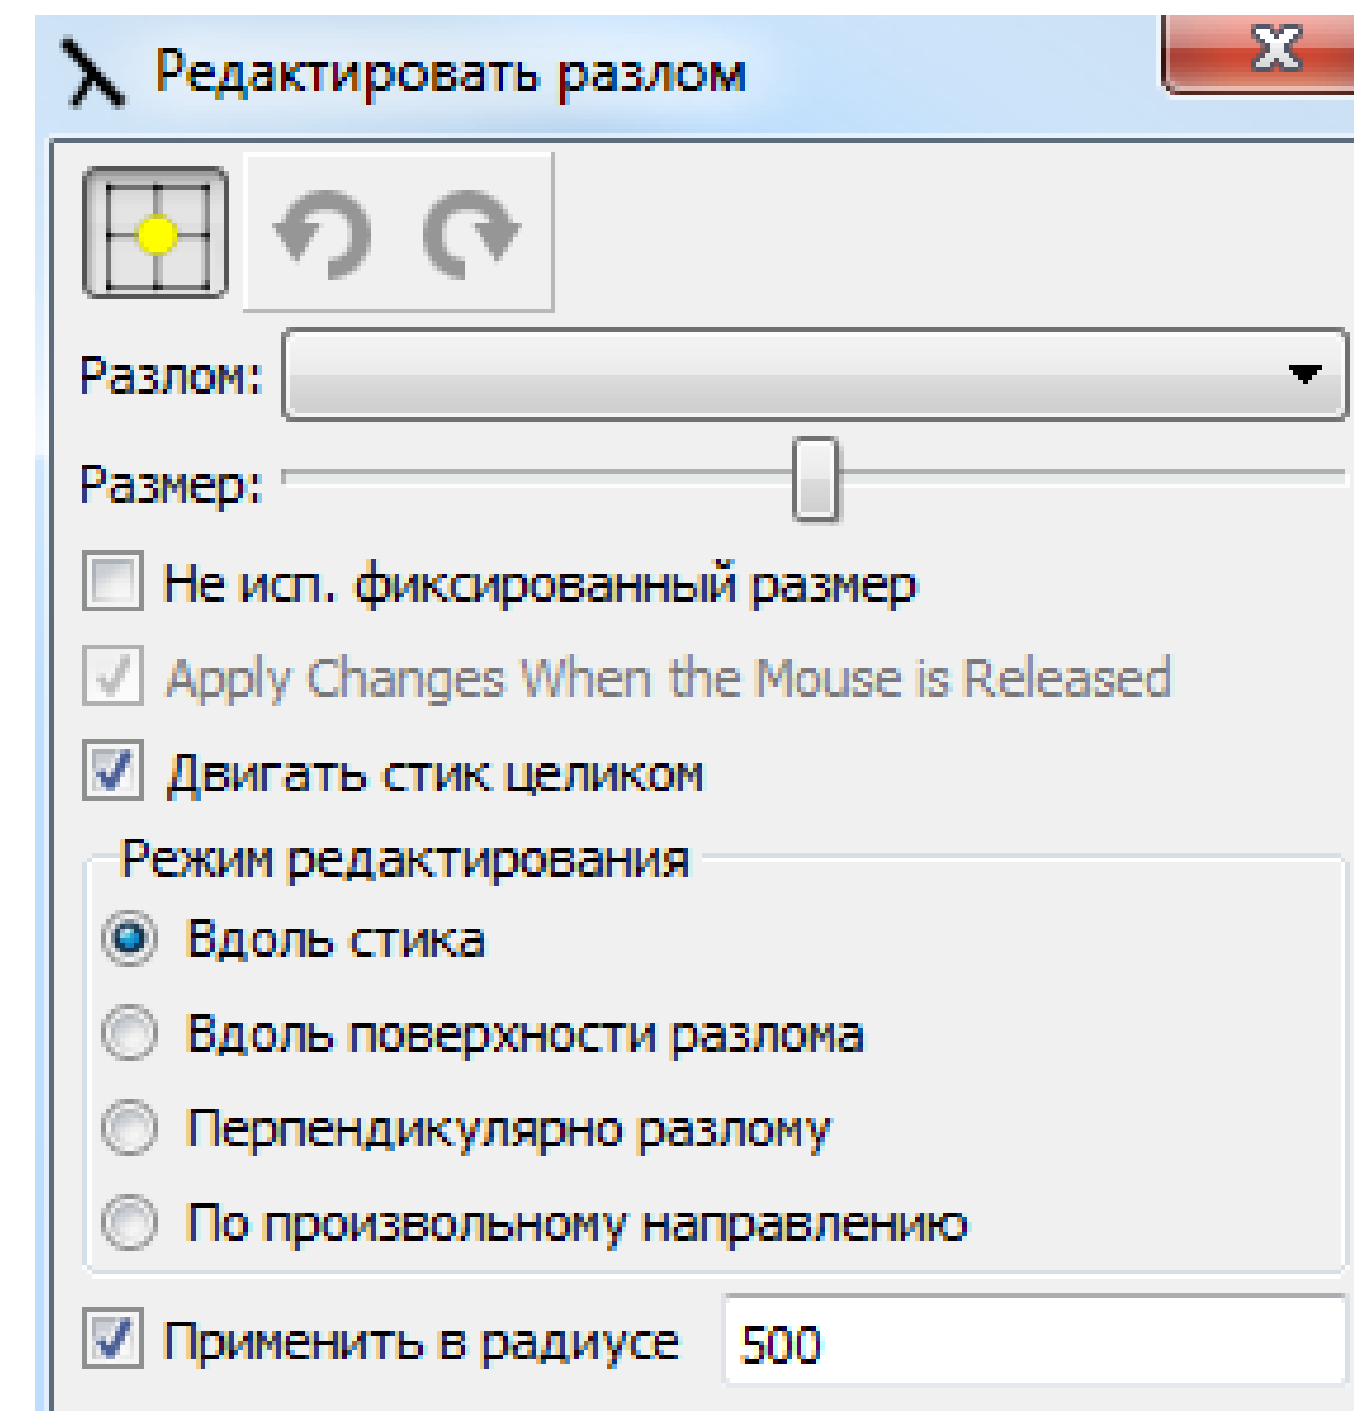 Редактировать разлом
Разлом:
Размер:
Не исп. фиксированный размер
Apply Changes When the Mouse is Released
Двигать стик целиком
Режим редактирования
Вдоль стика
Вдоль поверхности разлома
Перпендикулярно разлому
По произвольному направлению
Применить в радиусе 500